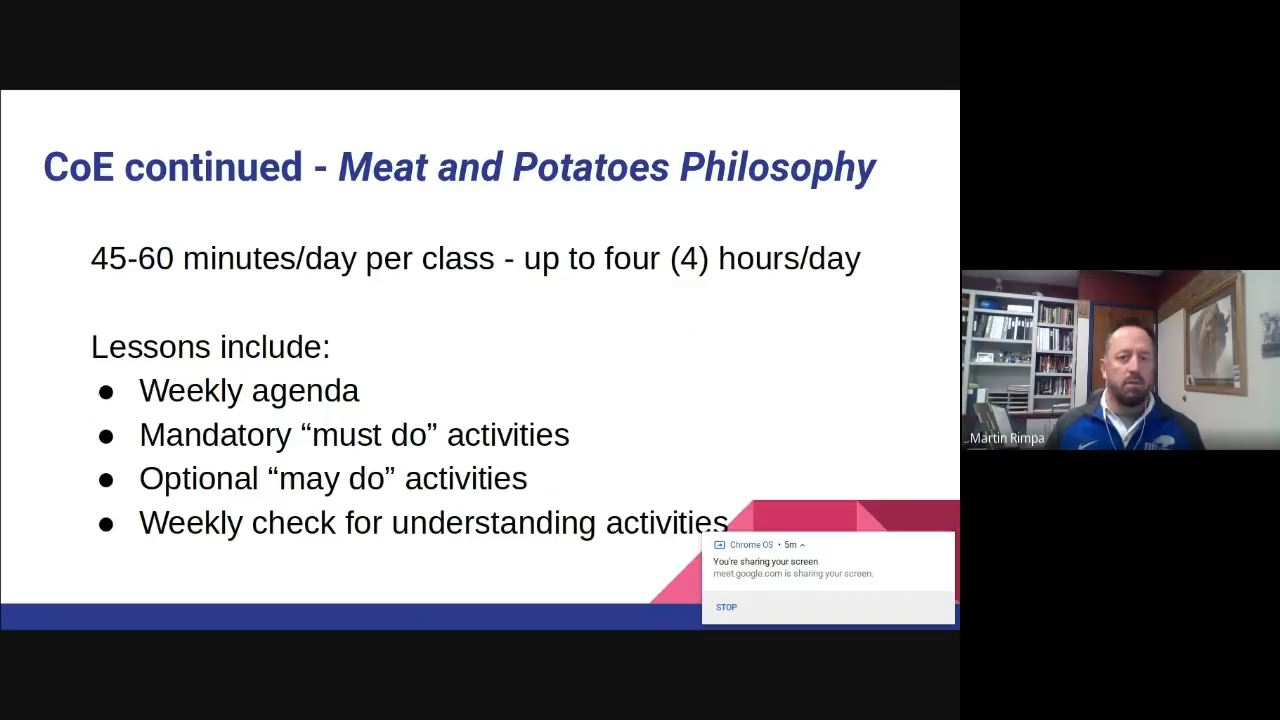 CoE continued - Meat and Potatoes Philosophy
45-60 minutes/day per class - up to four (4) hours/day
Lessons include:
● Weekly agenda
● Mandatory “must do” activities
● Optional “may do” activities
● Weekly check for understanding activities
Chrome OS • 5m
You're sharing your screen
meet.google.com is sharing your screen.
STOP
Martin Rimpa